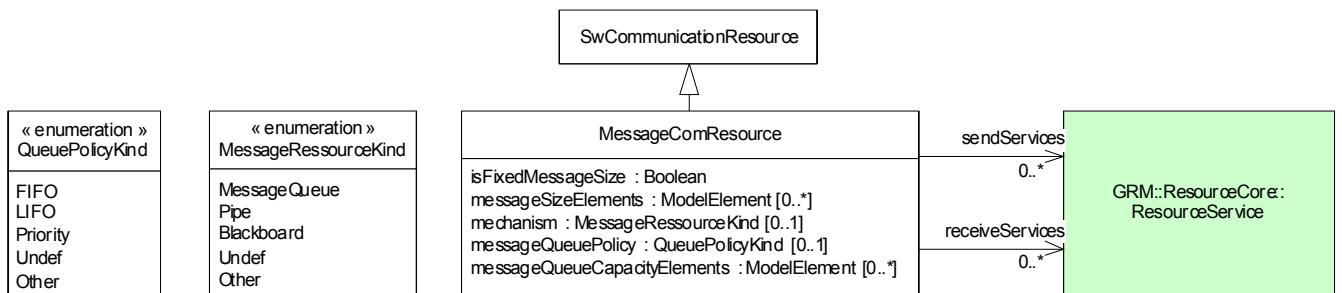 SwCommunicationResource
« enumeration »
QueuePolicyKind
FIFO
LIFO
Priority
Undef
Other
« enumeration »
MessageRessourceKind
MessageQueue
Pipe
Blackboard
Undef
Other
MessageComResource
isFixedMessageSize : Boolean
messageSizeElements : ModelElement [0..*]
mechanism : MessageRessourceKind [0..1]
messageQueuePolicy : QueuePolicyKind [0..1]
messageQueueCapacityElements : ModelElement [0..*]
sendServices
0..*
receiveServices
0..*
GRM::ResourceCore::
ResourceService